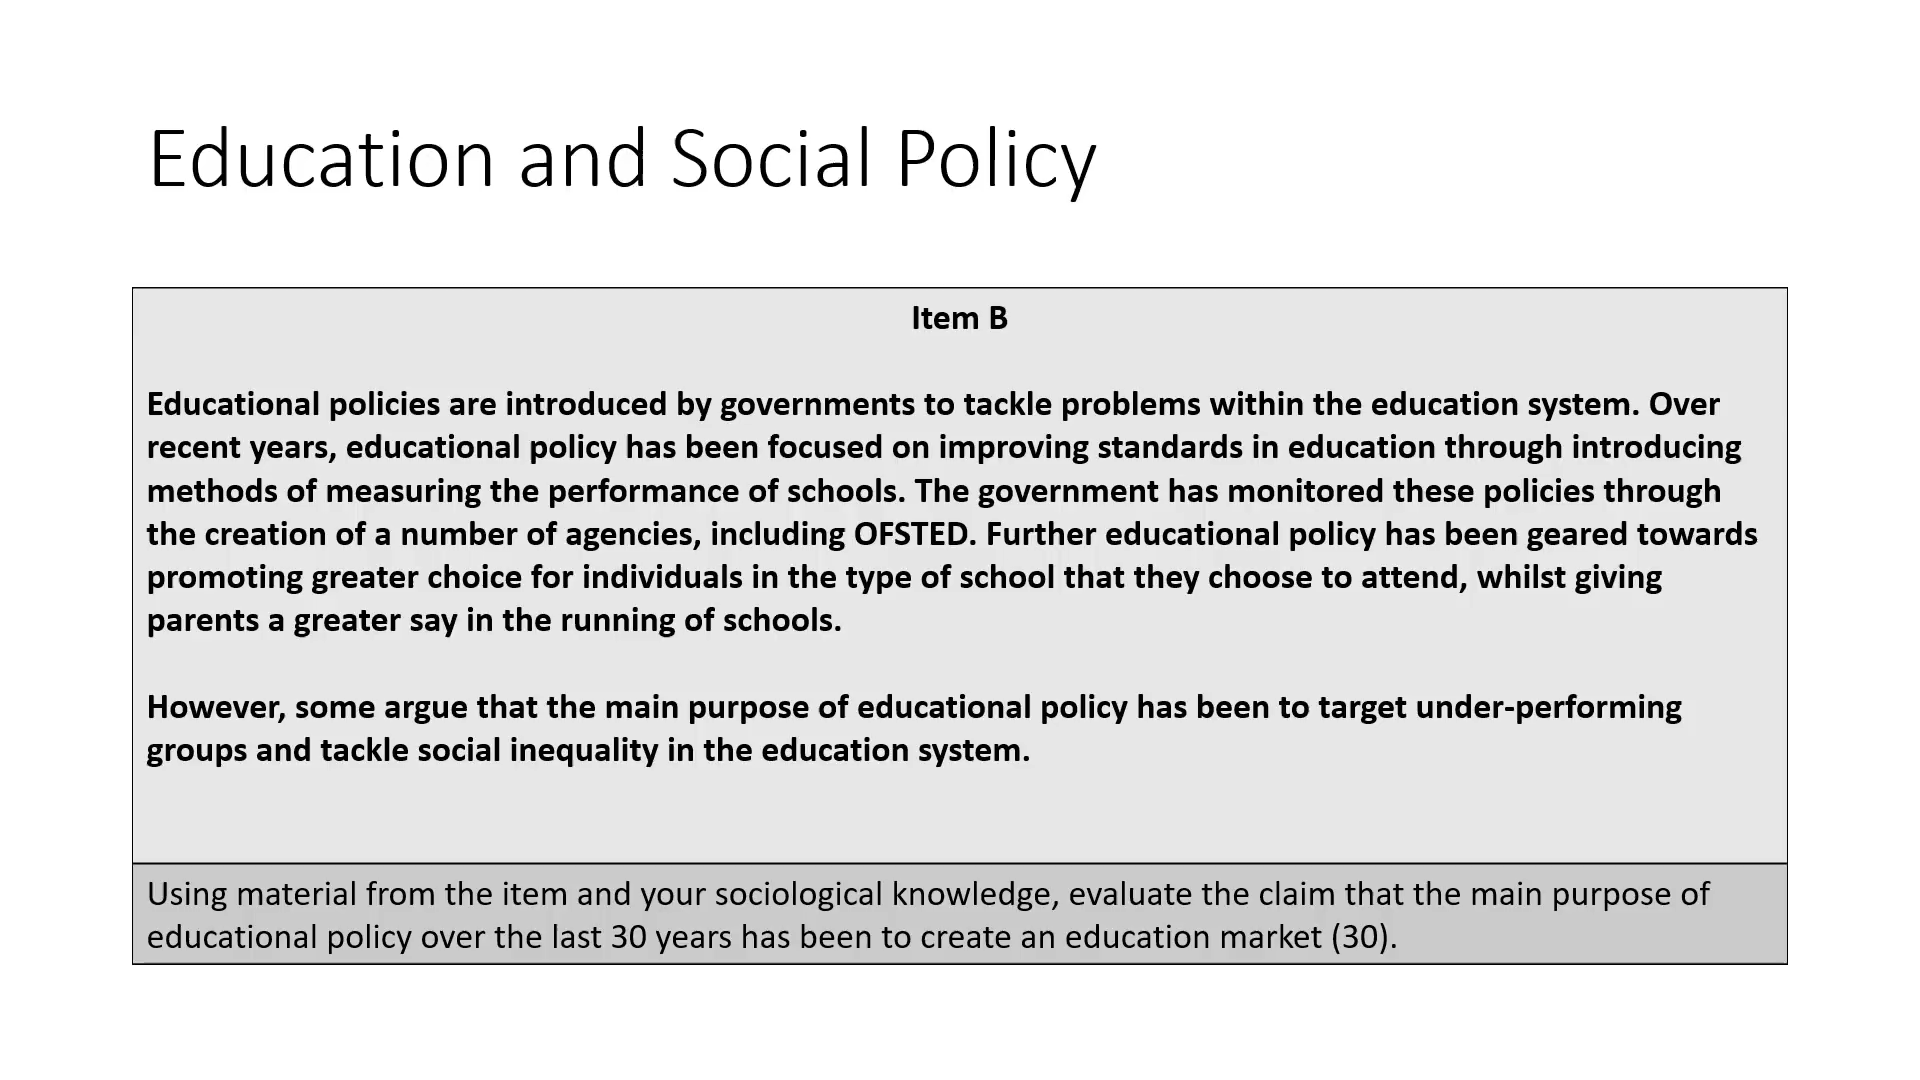 Education and Social Policy
Item B
Educational policies are introduced by governments to tackle problems within the education system. Over
recent years, educational policy has been focused on improving standards in education through introducing
methods of measuring the performance of schools. The government has monitored these policies through
the creation of a number of agencies, including OFSTED. Further educational policy has been geared towards
promoting greater choice for individuals in the type of school that they choose to attend, whilst giving
parents a greater say in the running of schools.
However, some argue that the main purpose of educational policy has been to target under-performing
groups and tackle social inequality in the education system.
Using material from the item and your sociological knowledge, evaluate the claim that the main purpose of
educational policy over the last 30 years has been to create an education market (30).